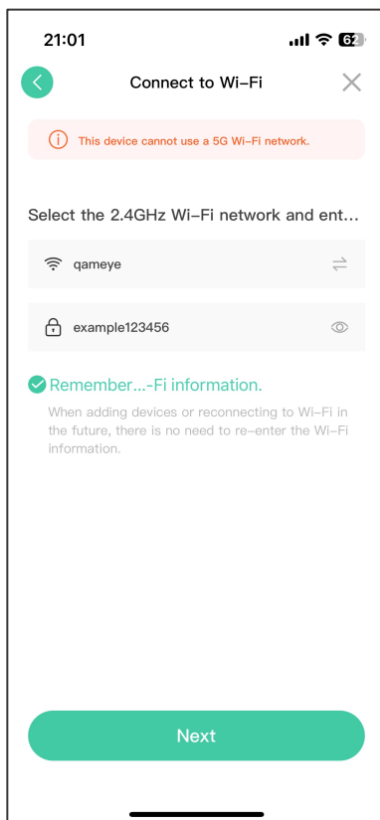 21:01
62
Connect to Wi-Fi
This device cannot use a 5G Wi-Fi network.
Select the 2.4GHz Wi-Fi network and ent...
qameye
example123456
Remember...-Fi information.
When adding devices or reconnecting to Wi-Fi in
the future, there is no need to re-enter the Wi-Fi
information.
Next